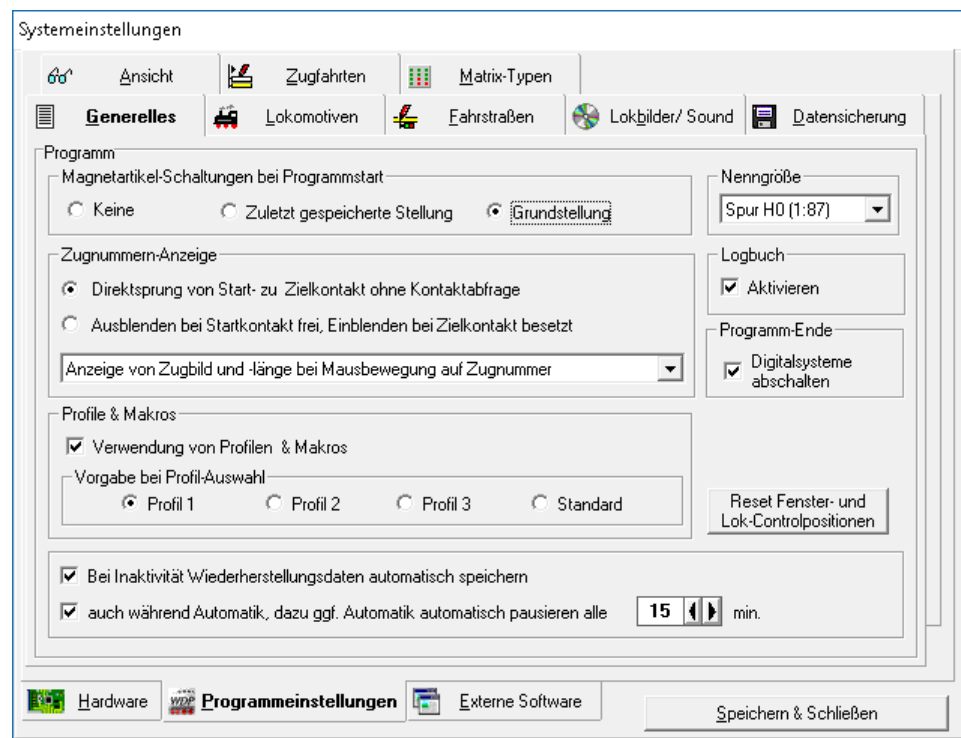 Systemeinstellungen
Ansicht Zugfahrten Matrix-Typen
Generelles Lokomotiven Fahrstraßen Lokbilder/ Sound Datensicherung
Programm
Magnetartikel-Schaltungen bei Programmstart
Keine Zuletzt gespeicherte Stellung Grundstellung
Nenngröße
Spur H0 (1:87)
Zugnummern-Anzeige
Direktsprung von Start- zu Zielkontakt ohne Kontaktabfrage
Ausblenden bei Startkontakt frei, Einblenden bei Zielkontakt besetzt
Anzeige von Zugbild und -länge bei Mausbewegung auf Zugnummer
Logbuch
Aktivieren
Programm-Ende
Digitalsysteme
abschalten
Profile & Makros
Verwendung von Profilen & Makros
Vorgabe bei Profil-Auswahl
Profil 1 Profil 2 Profil 3 Standard
Reset Fenster- und
Lok-Controlpositionen
Bei Inaktivität Wiederherstellungsdaten automatisch speichern
auch während Automatik, dazu ggf. Automatik automatisch pausieren alle 15 min.
Hardware WDP Programmeinstellungen Externe Software
Speichern & Schließen